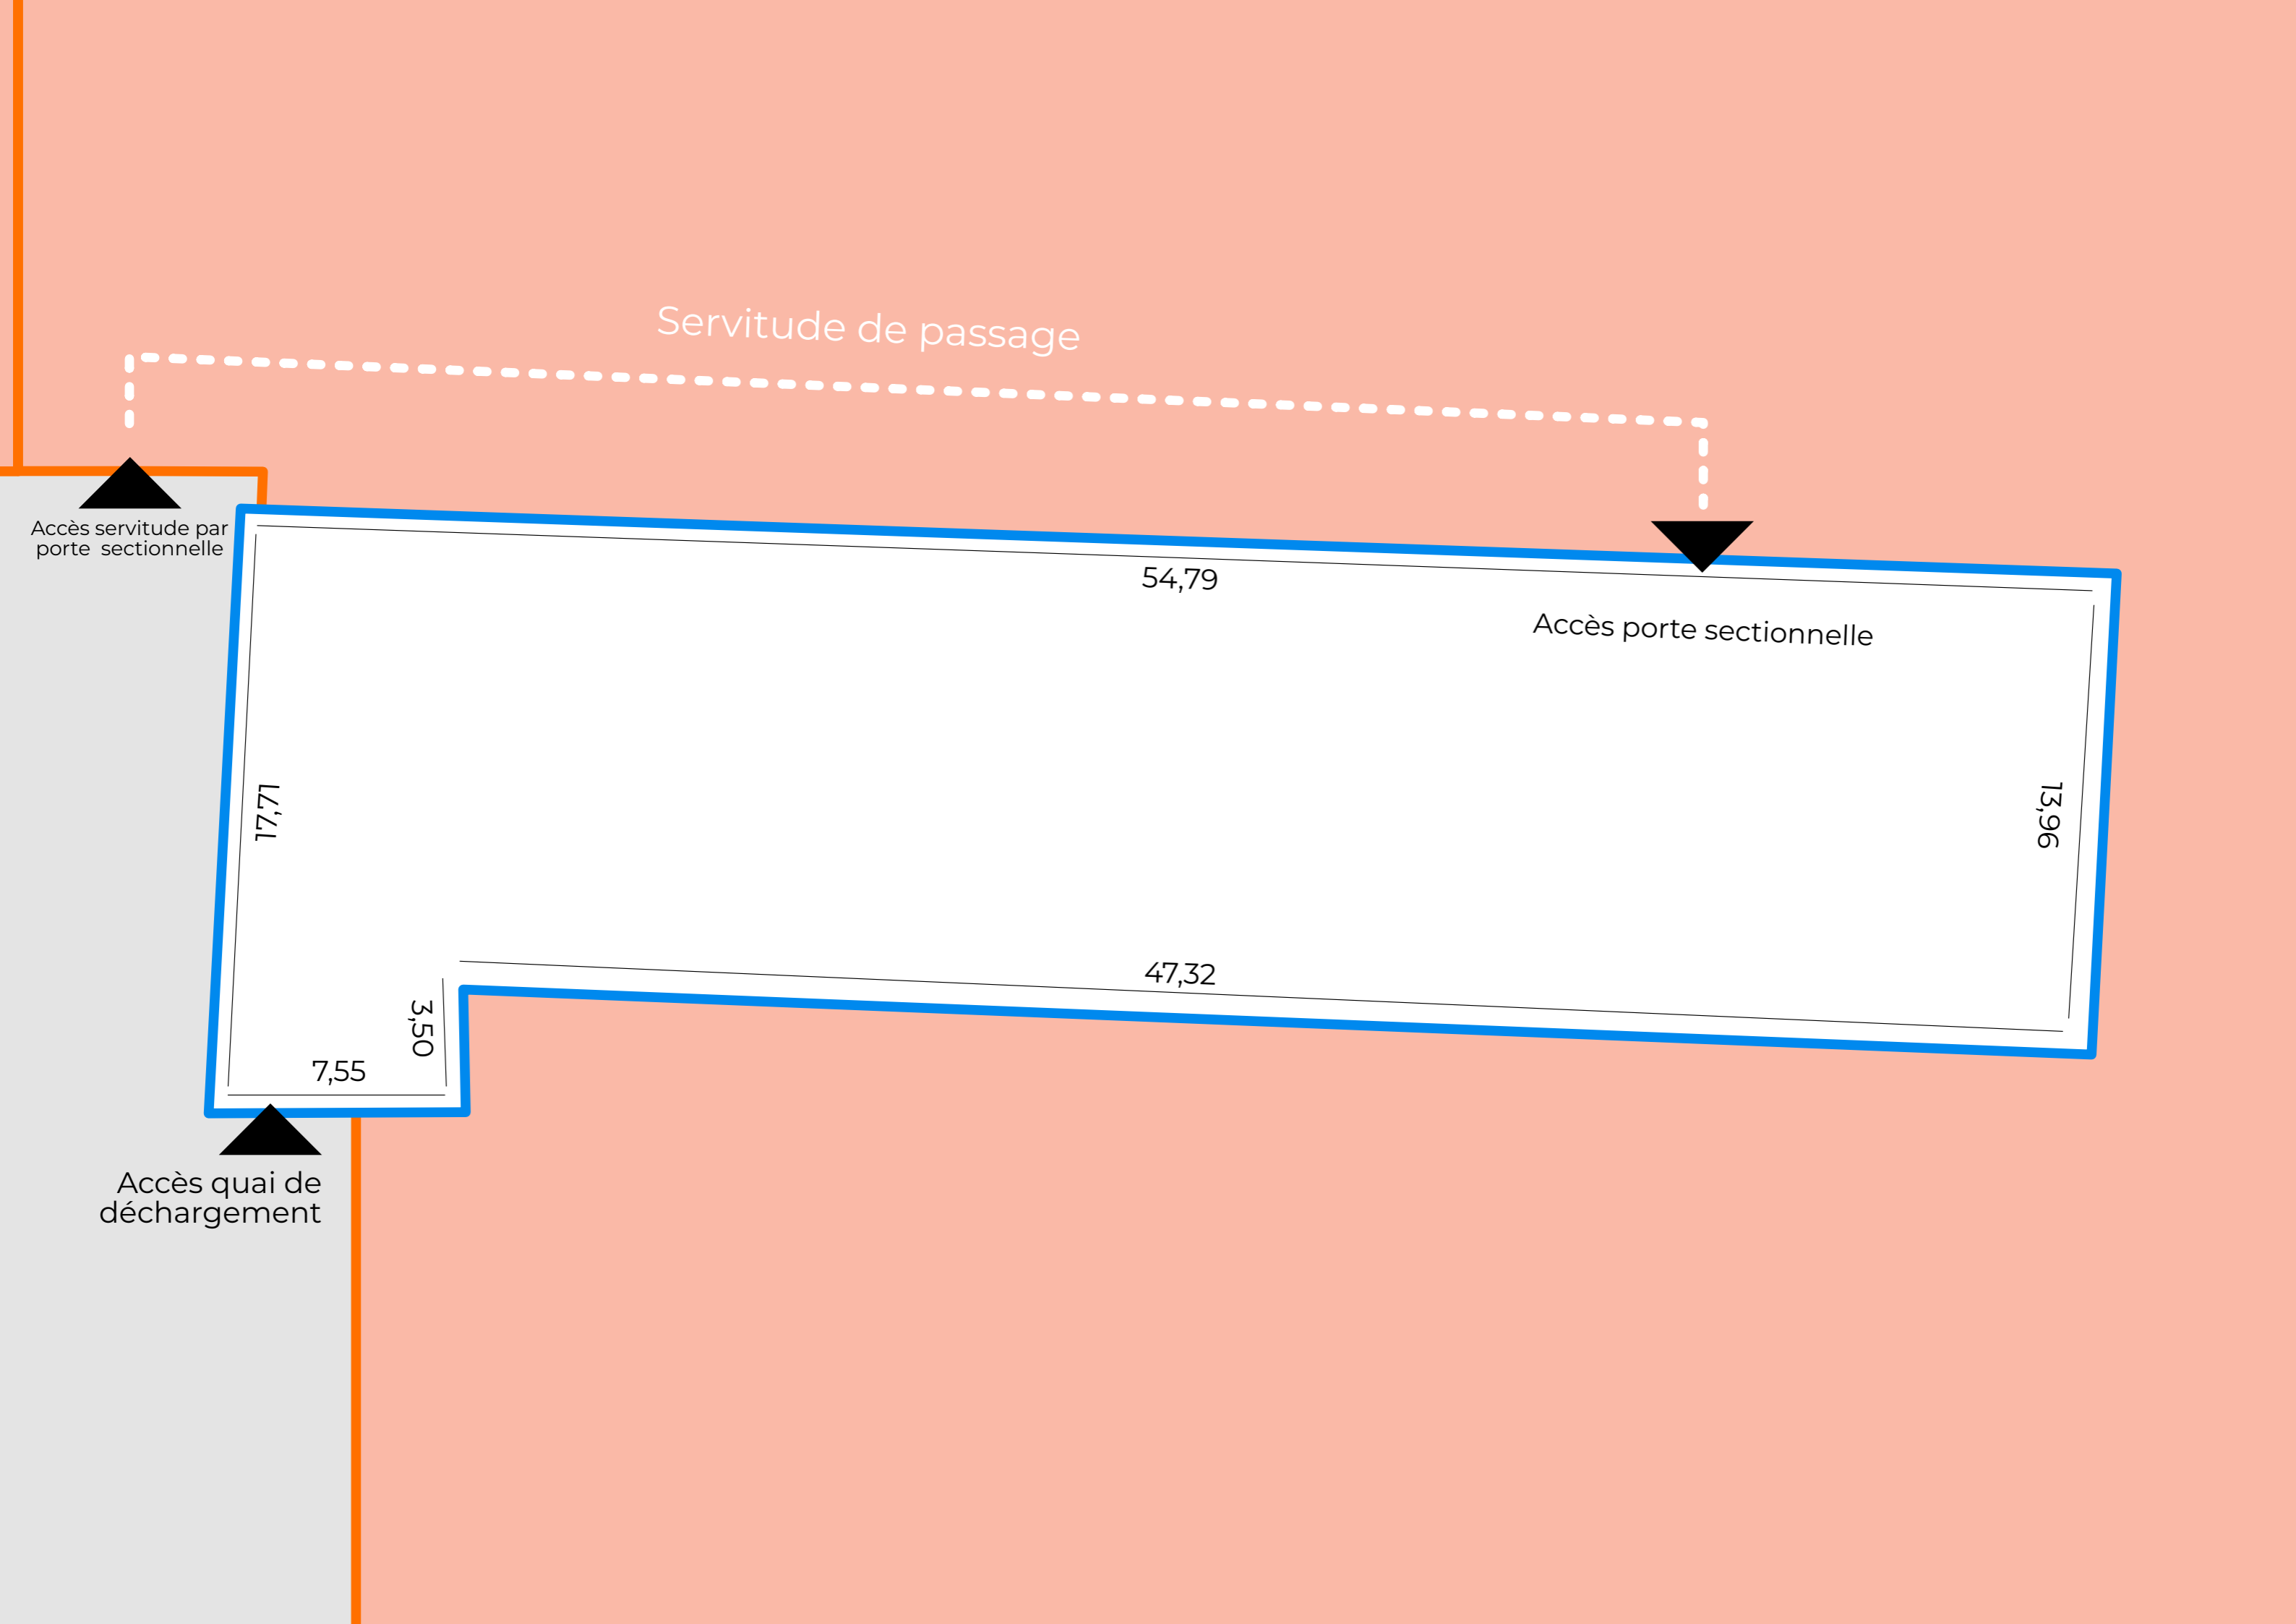 Servitude de passage
Accès servitude par
porte sectionnelle
54,79
Accès porte sectionnelle
17,71
13,96
47,32
3,50
7,55
Accès quai de
déchargement